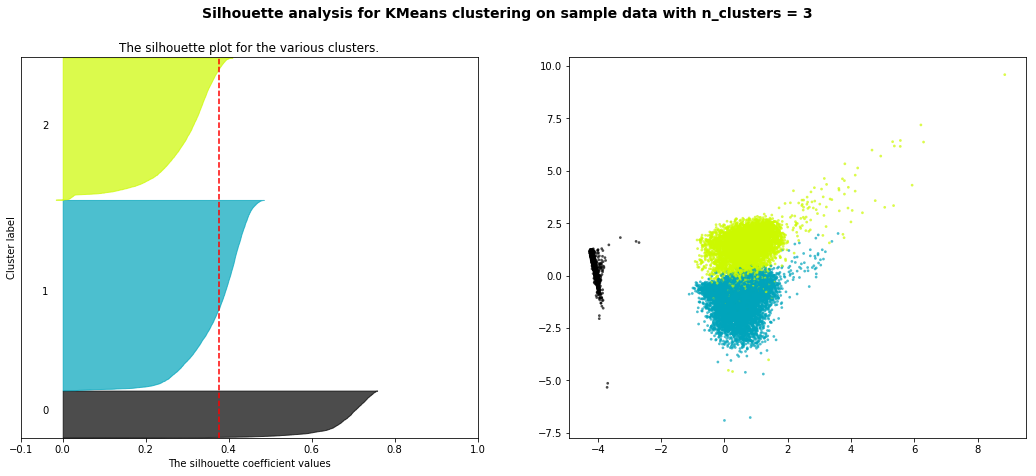 Silhouette analysis for KMeans clustering on sample data with n_clusters = 3
The silhouette plot for the various clusters.
Cluster label
2
1
0
−0.1 0.0 0.2 0.4 0.6 0.8 1.0
The silhouette coefficient values
10.0
7.5
5.0
2.5
0.0
−2.5
−5.0
−7.5
−4 −2 0 2 4 6 8